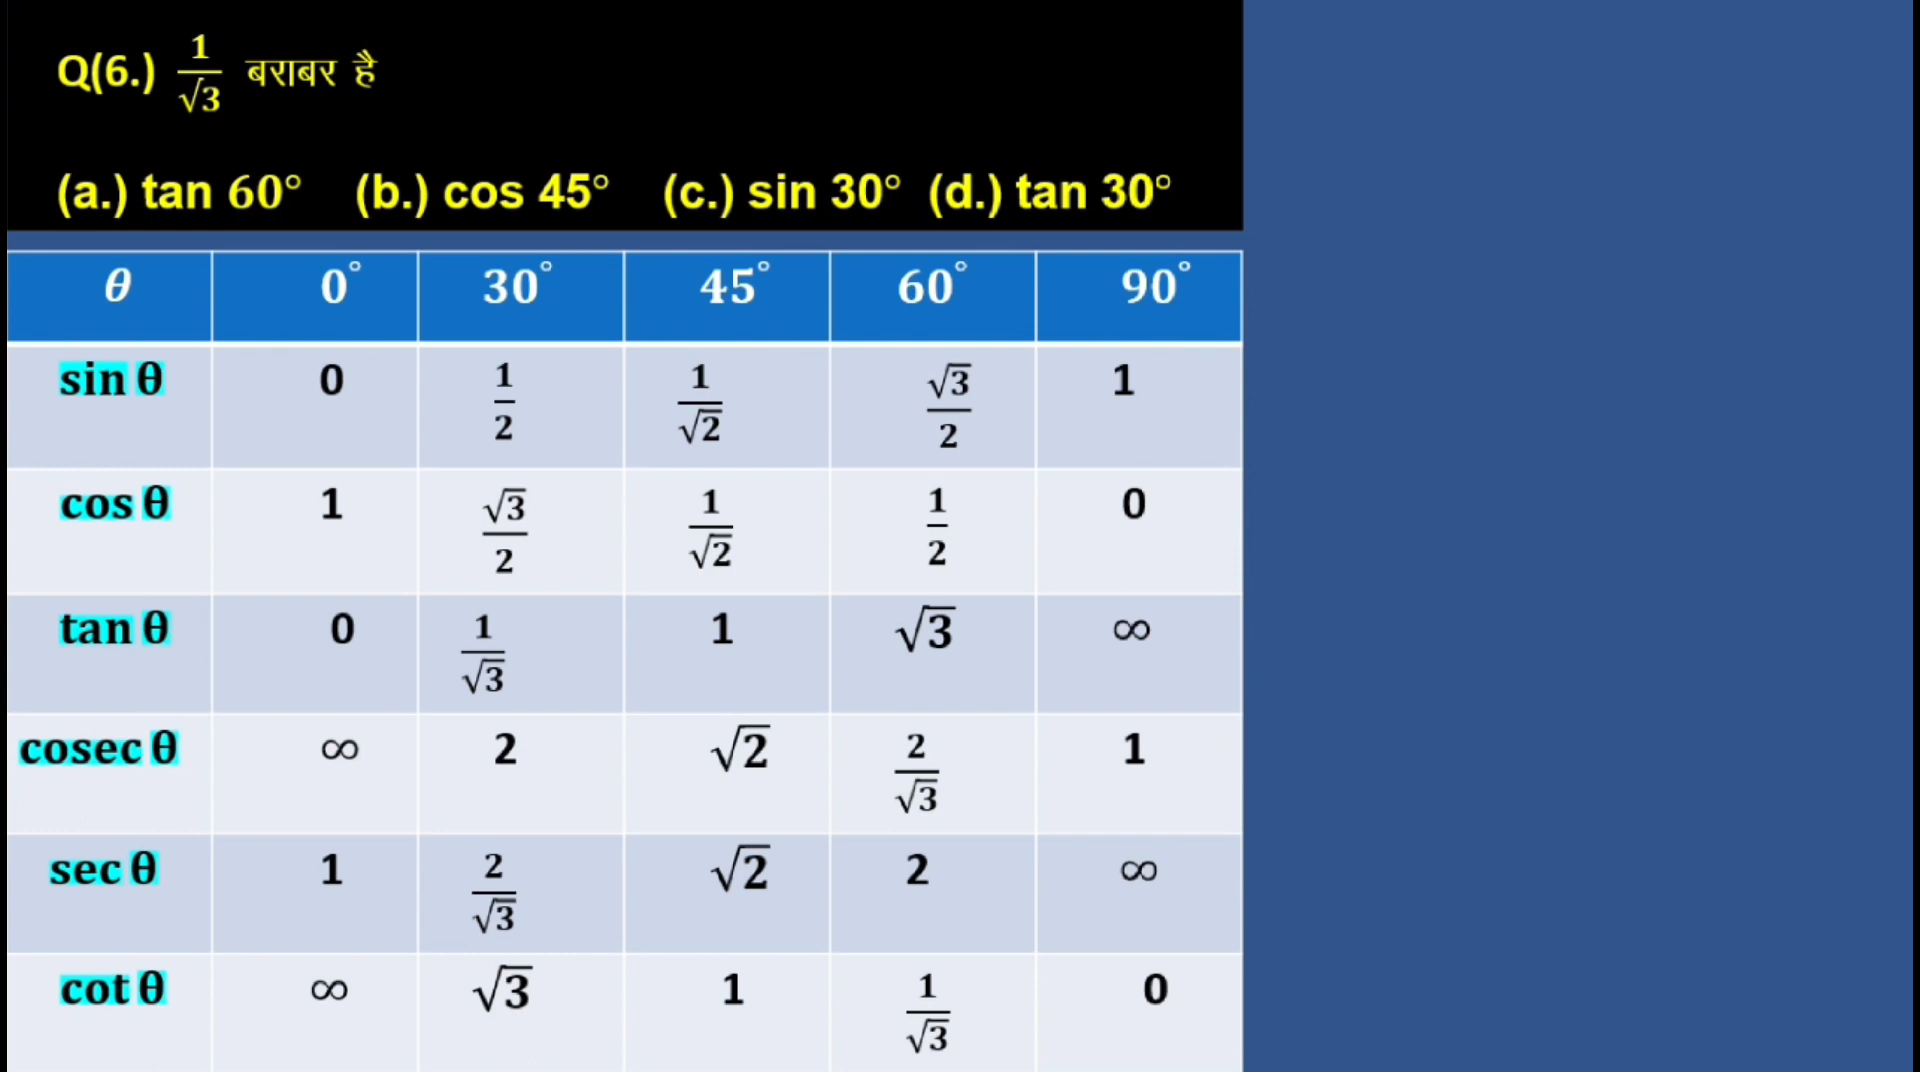 Q(6.) 1/√3 बराबर है
(a.) tan 60° (b.) cos 45° (c.) sin 30° (d.) tan 30°
θ 0° 30° 45° 60° 90°
sin θ 0 1/2 1/√2 √3/2 1
cos θ 1 √3/2 1/√2 1/2 0
tan θ 0 1/√3 1 √3 ∞
cosec θ ∞ 2 √2 2/√3 1
sec θ 1 2/√3 √2 2 ∞
cot θ ∞ √3 1 1/√3 0